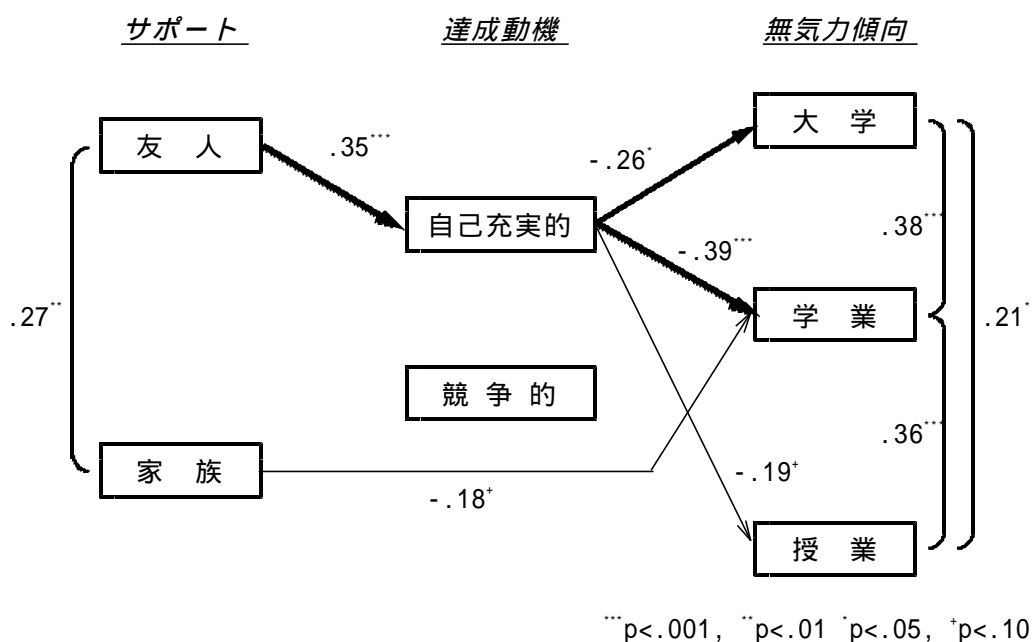 サポート 達成動機 無気力傾向
大 学
友 人
.35***
-.26*
自己充実的
.38***
-.39***
.27**
学 業
.21*
競 争 的
.36***
家 族
-.19+
-.18+
授 業
***p<.001, **p<.01 *p<.05, +p<.10